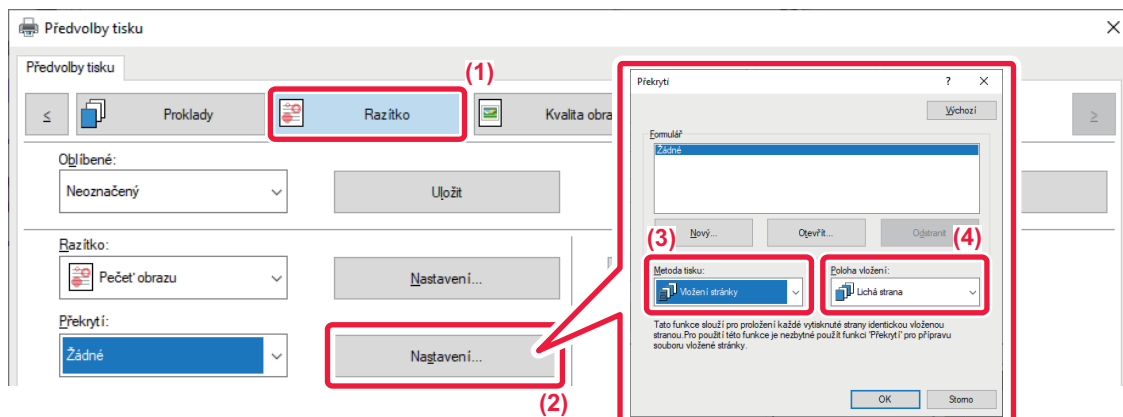 Předvolby tisku
Předvolby tisku
(1)
≤
Proklady
Razítko
Kvalita obra
≥
Oblíbené:
Neoznačený
Uložit
Razítko:
Pečeť obrazu
Nastavení...
Překrytí:
Žádné
Nastavení...
(2)
Překrytí
?
Výchozí
Formulář
Žádné
Nový...
Otevřít...
Odstranit
(3)
(4)
Metoda tisku:
Poloha vložení:
Vložení stránky
Lichá strana
Tato funkce slouží pro proložení každé vytisknuté strany identickou vloženou
stranou.Pro použití této funkce je nezbytné použít funkci 'Překrytí' pro přípravu
souboru vložené stránky.
OK
Storno